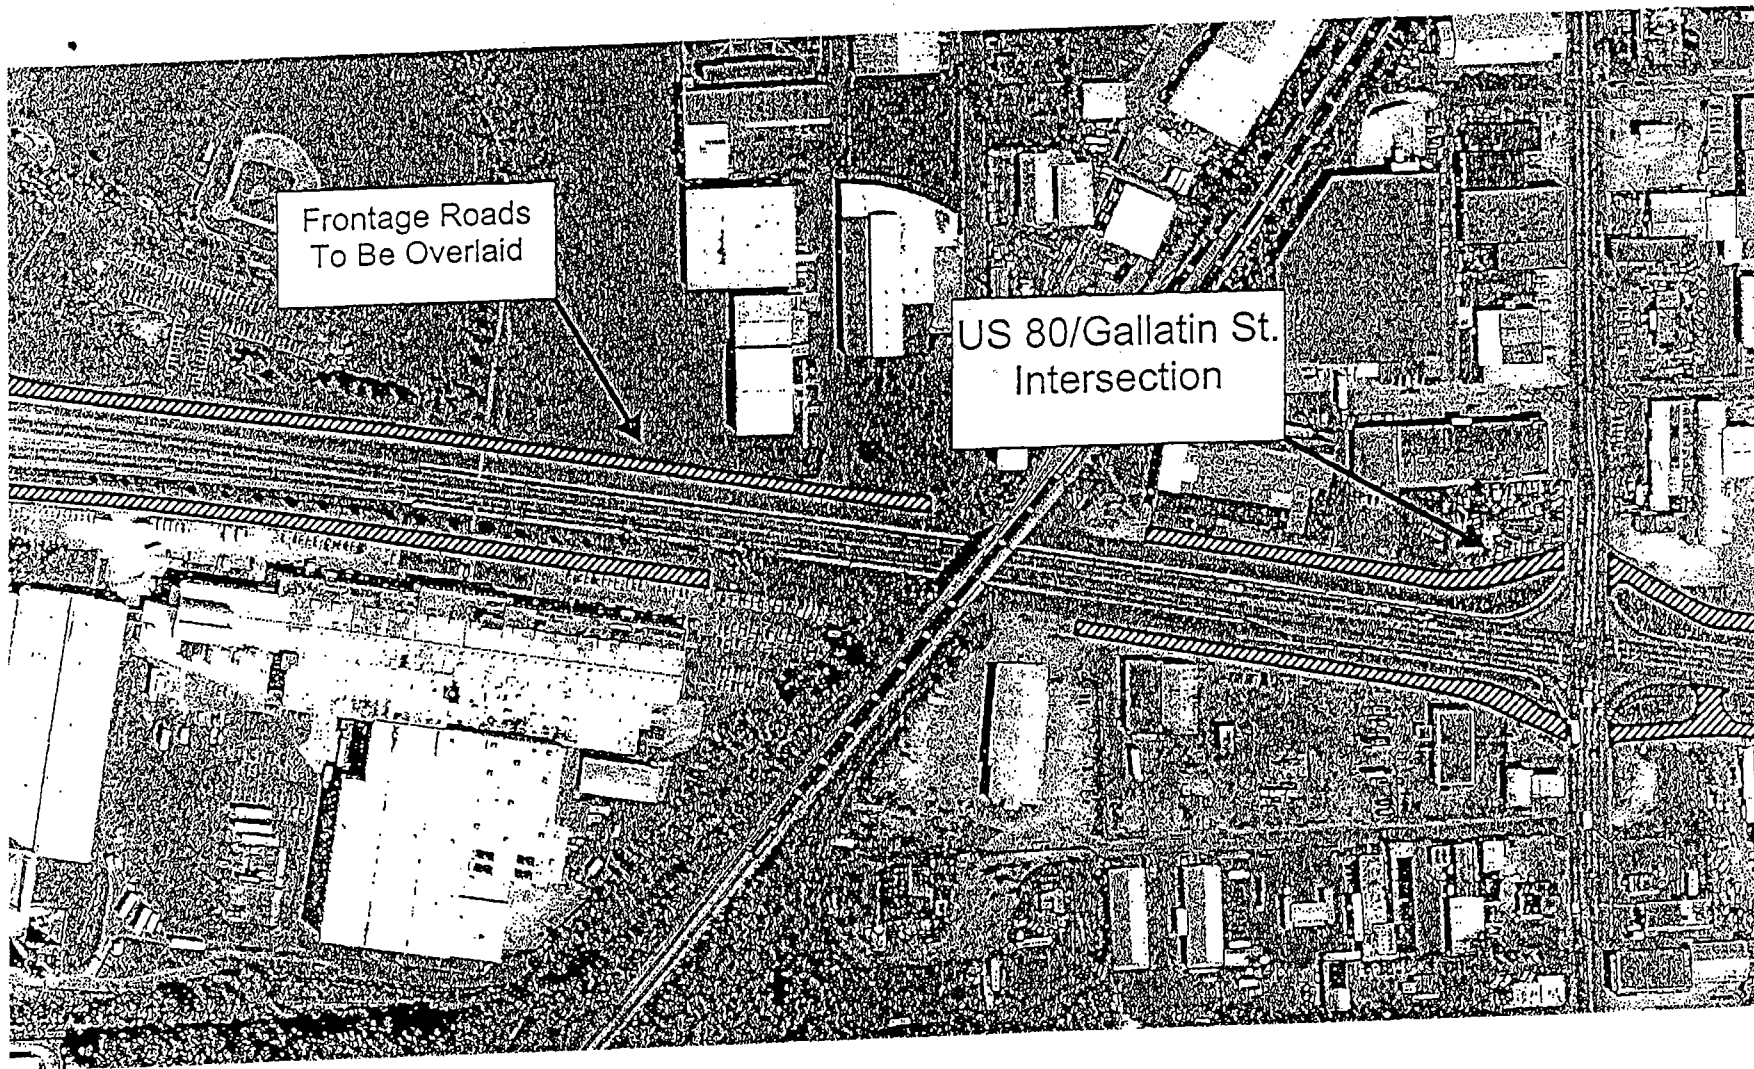 Frontage Roads
To Be Overlaid
US 80/Gallatin St.
Intersection